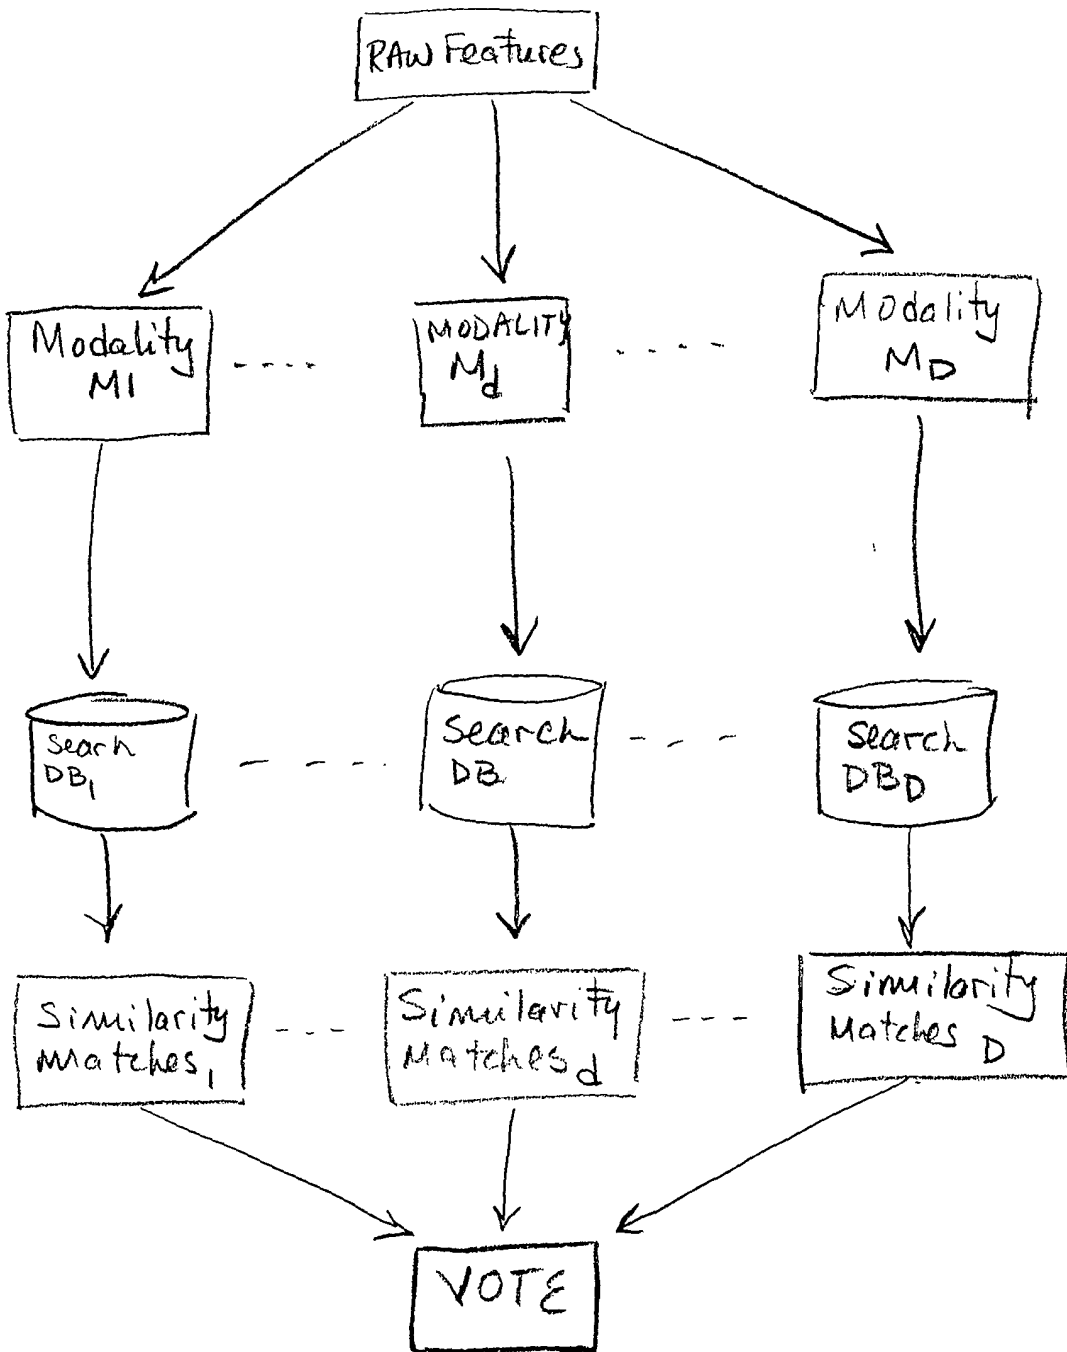 RAW Features
Modality
M1
MODALITY
Md
Modality
MD
Search
DB1
Search
DB
Search
DBD
Similarity
Matches1
Similarity
Matchesd
Similarity
Matches D
VOTE